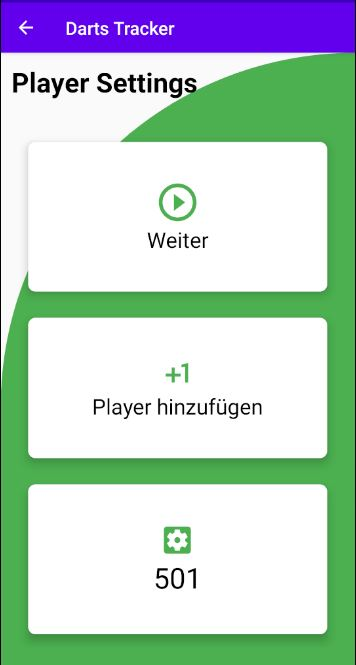 Darts Tracker
Player Settings
Weiter
+1
Player hinzufügen
501